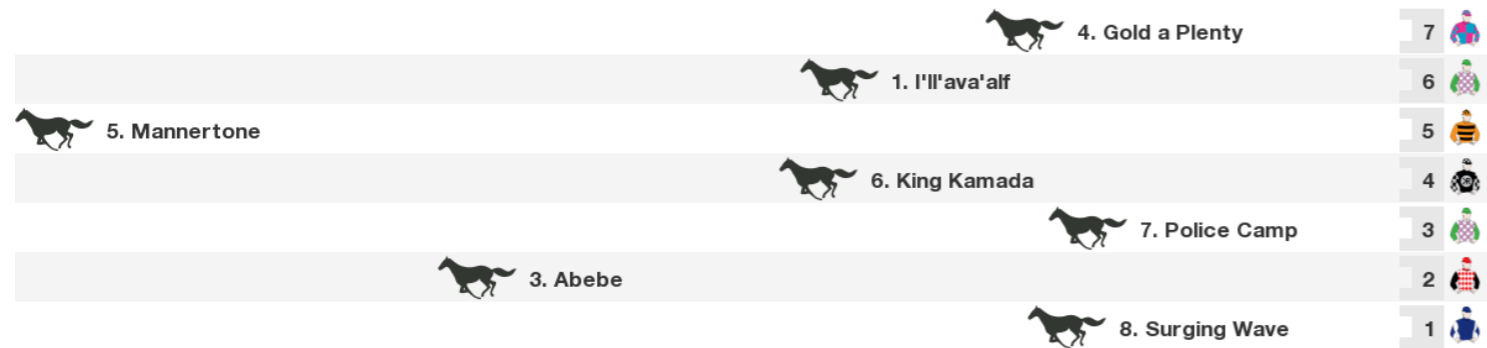 4. Gold a Plenty 7
1. I'll'ava'alf 6
5. Mannertone 5
6. King Kamada 4
7. Police Camp 3
3. Abebe 2
8. Surging Wave 1